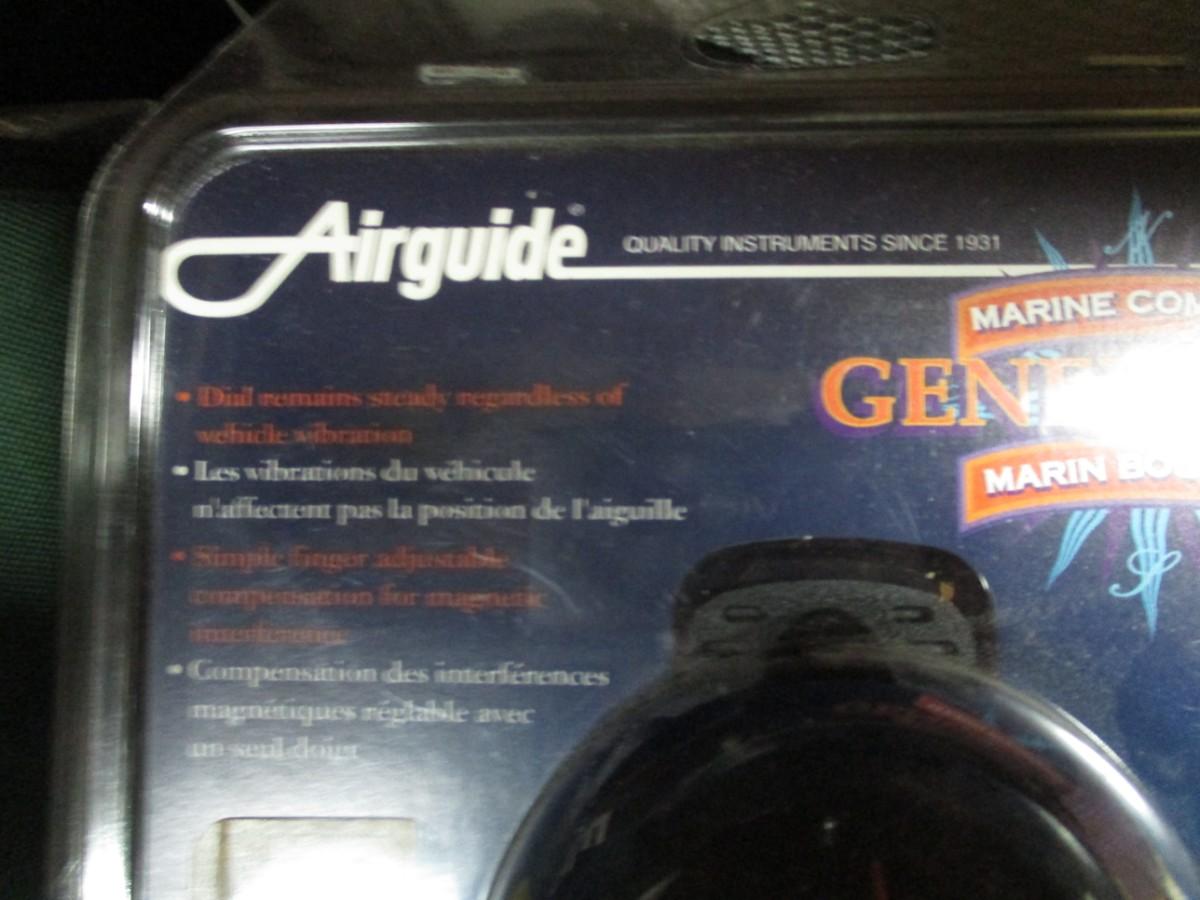 Airguide QUALITY INSTRUMENTS SINCE 1931
MARINE COM
GEN
MARIN BO
• Dial remains steady regardless of
vehicle vibration
• Les vibrations du véhicule
n'affectent pas la position de l'aiguille
• Simple finger adjustable
compensation for magnetic
interference
• Compensation des interférences
magnétiques réglable avec
un seul doigt